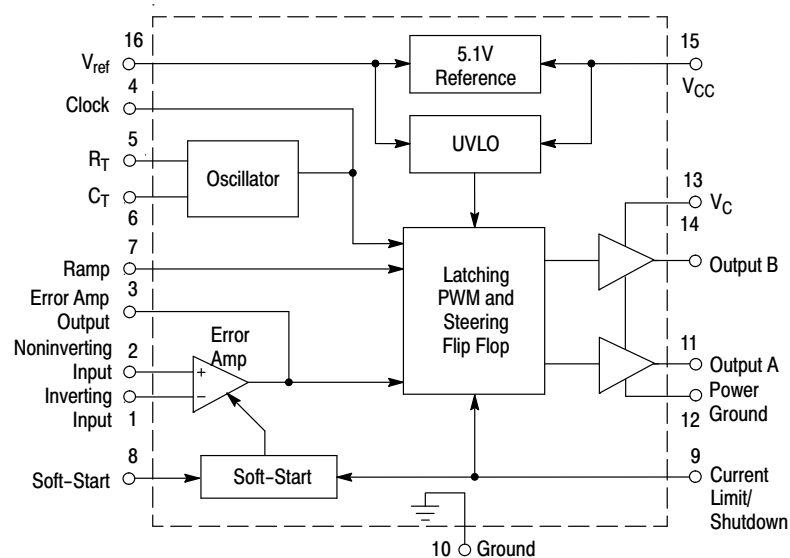 16
V_ref
4
Clock
5
R_T
C_T
6
7
Ramp
3
Error Amp
Output
Noninverting
2
Input
Inverting
Input
1
8
Soft-Start
5.1V
Reference
UVLO
Oscillator
Latching
PWM and
Steering
Flip Flop
Error
Amp
+
−
Soft-Start
15
V_CC
13
V_C
14
Output B
11
Output A
Power
Ground
12
9
Current
Limit/
Shutdown
10
Ground